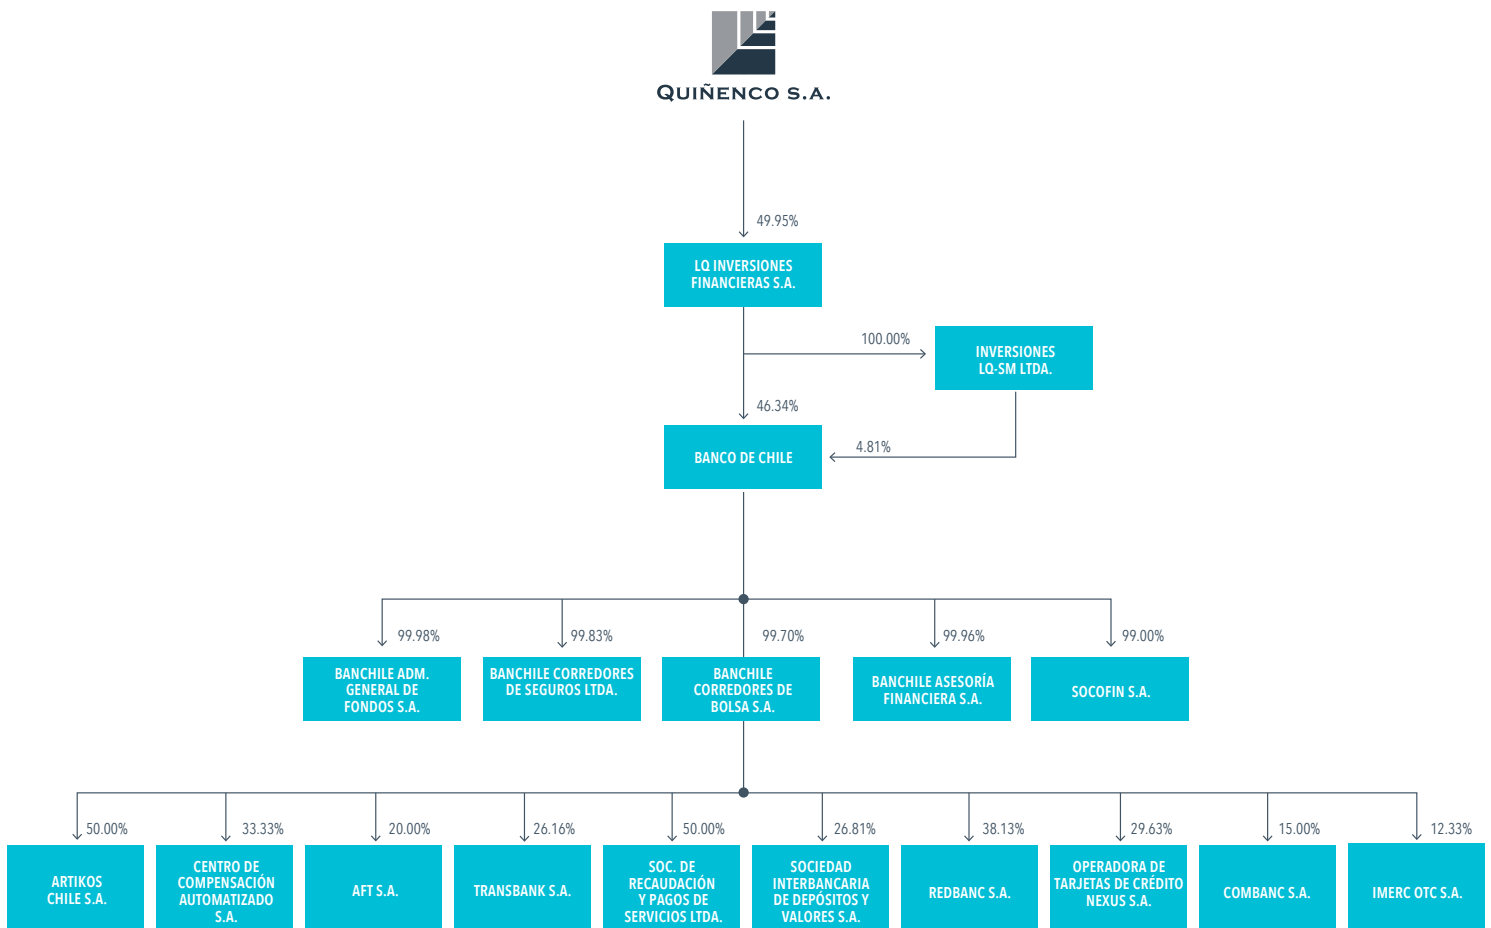 QUIÑENCO S.A.
49.95%
LQ INVERSIONES
FINANCIERAS S.A.
100.00%
INVERSIONES
LQ-SM LTDA.
46.34%
BANCO DE CHILE
4.81%
99.98%
99.83%
99.70%
99.96%
99.00%
BANCHILE ADM.
GENERAL DE
FONDOS S.A.
BANCHILE CORREDORES
DE SEGUROS LTDA.
BANCHILE
CORREDORES DE
BOLSA S.A.
BANCHILE ASESORÍA
FINANCIERA S.A.
SOCOFIN S.A.
50.00%
33.33%
20.00%
26.16%
50.00%
26.81%
38.13%
29.63%
15.00%
12.33%
ARTIKOS
CHILE S.A.
CENTRO DE
COMPENSACIÓN
AUTOMATIZADO
S.A.
AFT S.A.
TRANSBANK S.A.
SOC. DE
RECAUDACIÓN
Y PAGOS DE
SERVICIOS LTDA.
SOCIEDAD
INTERBANCARIA
DE DEPÓSITOS Y
VALORES S.A.
REDBANC S.A.
OPERADORA DE
TARJETAS DE CRÉDITO
NEXUS S.A.
COMBANC S.A.
IMERC OTC S.A.